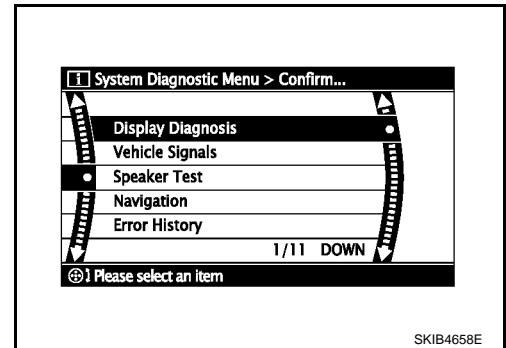 i System Diagnostic Menu > Confirm...
Display Diagnosis
Vehicle Signals
Speaker Test
Navigation
Error History
1/11 DOWN
Please select an item
SKIB4658E